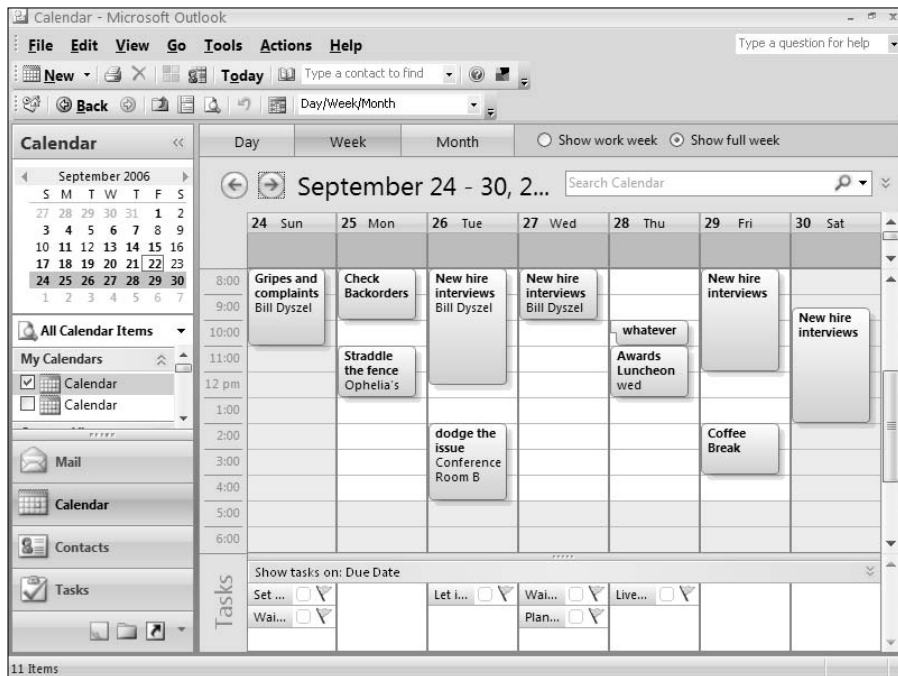 Calendar - Microsoft Outlook
File Edit View Go Tools Actions Help
Type a question for help
New Today Type a contact to find
Back Day/Week/Month
Calendar
Day Week Month Show work week Show full week
September 2006
S M T W T F S
27 28 29 30 31 1 2
3 4 5 6 7 8 9
10 11 12 13 14 15 16
17 18 19 20 21 22 23
24 25 26 27 28 29 30
1 2 3 4 5 6 7
All Calendar Items
My Calendars
Calendar
Calendar
Mail
Calendar
Contacts
Tasks
September 24 - 30, 2...
Search Calendar
24 Sun 25 Mon 26 Tue 27 Wed 28 Thu 29 Fri 30 Sat
8:00
9:00
10:00
11:00
12 pm
1:00
2:00
3:00
4:00
5:00
6:00
Gripes and
complaints
Bill Dyszel
Check
Backorders
Straddle
the fence
Ophelia's
New hire
interviews
Bill Dyszel
dodge the
issue
Conference
Room B
New hire
interviews
Bill Dyszel
whatever
Awards
Luncheon
wed
New hire
interviews
Coffee
Break
New hire
interviews
Tasks
Show tasks on: Due Date
Set ...
Wai...
Let i...
Wai...
Plan...
Live...
11 Items